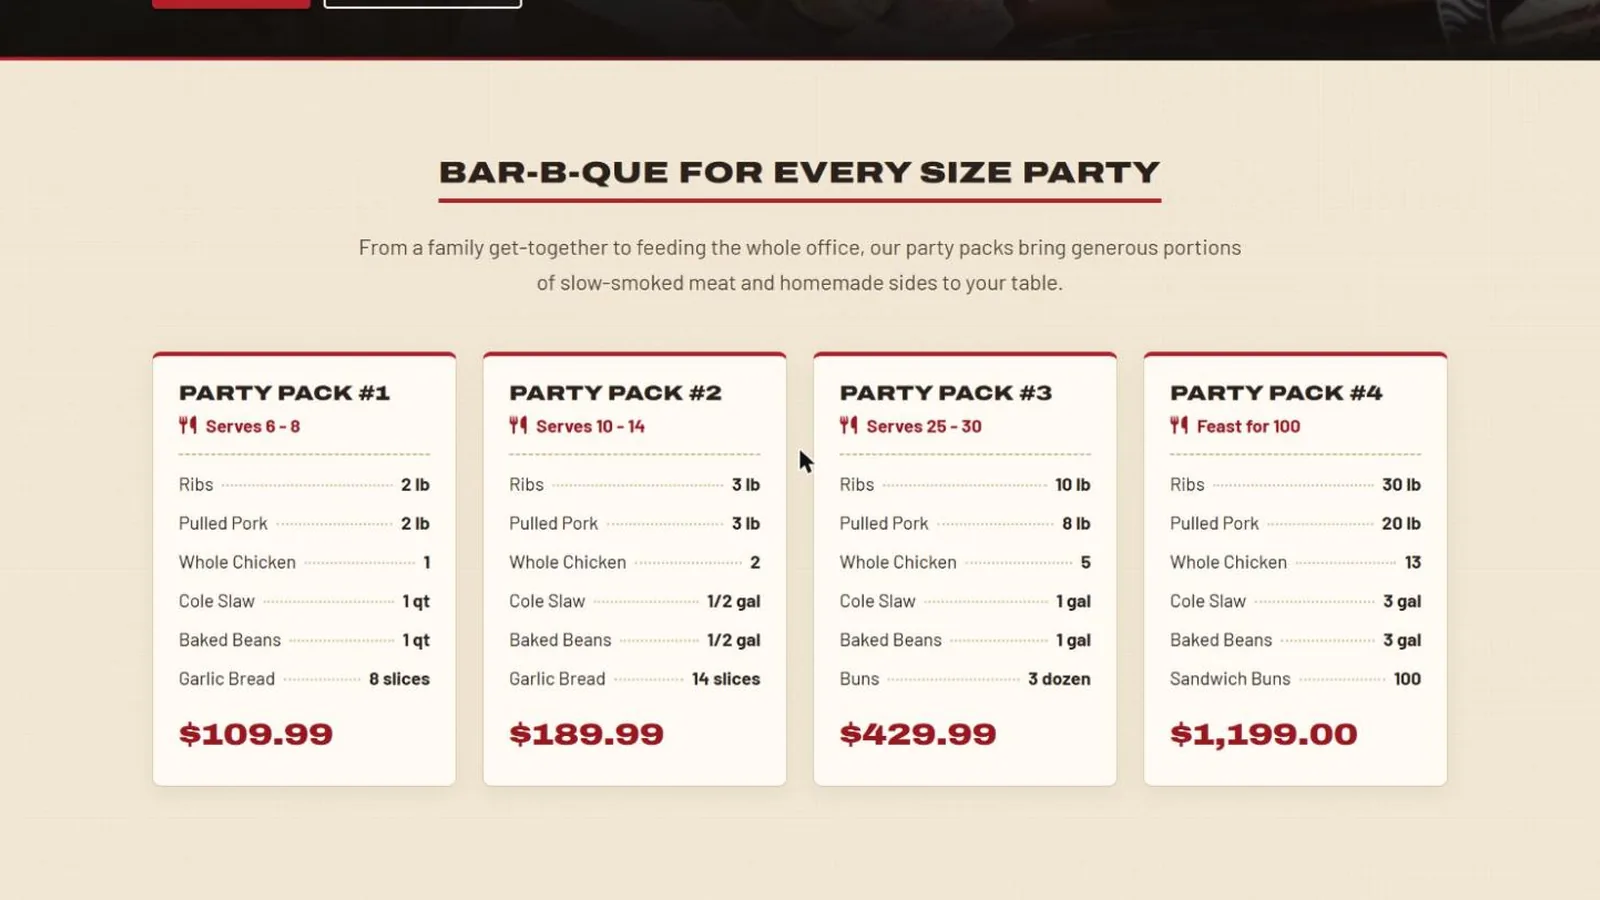 BAR-B-QUE FOR EVERY SIZE PARTY
From a family get-together to feeding the whole office, our party packs bring generous portions
of slow-smoked meat and homemade sides to your table.
PARTY PACK #1
Serves 6 - 8
Ribs 2 lb
Pulled Pork 2 lb
Whole Chicken 1
Cole Slaw 1 qt
Baked Beans 1 qt
Garlic Bread 8 slices
$109.99
PARTY PACK #2
Serves 10 - 14
Ribs 3 lb
Pulled Pork 3 lb
Whole Chicken 2
Cole Slaw 1/2 gal
Baked Beans 1/2 gal
Garlic Bread 14 slices
$189.99
PARTY PACK #3
Serves 25 - 30
Ribs 10 lb
Pulled Pork 8 lb
Whole Chicken 5
Cole Slaw 1 gal
Baked Beans 1 gal
Buns 3 dozen
$429.99
PARTY PACK #4
Feast for 100
Ribs 30 lb
Pulled Pork 20 lb
Whole Chicken 13
Cole Slaw 3 gal
Baked Beans 3 gal
Sandwich Buns 100
$1,199.00